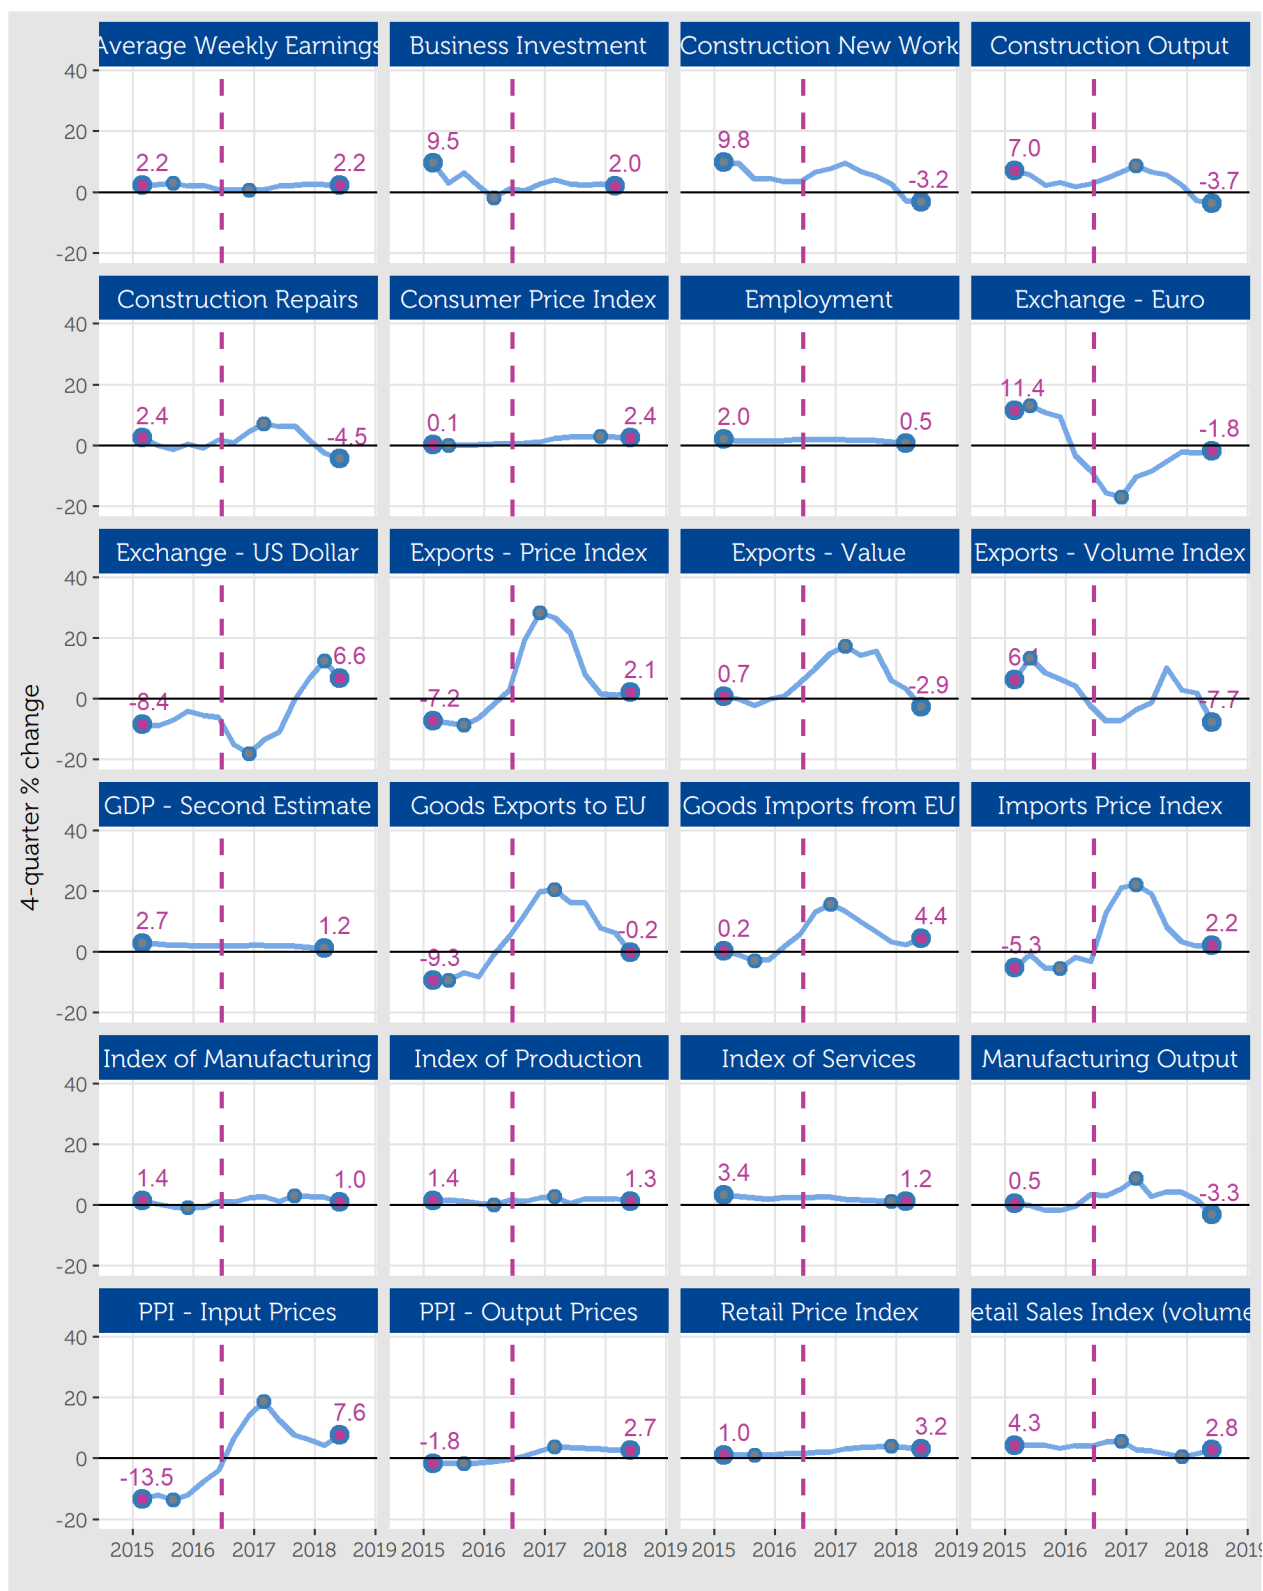 Average Weekly Earnings Business Investment Construction New Work Construction Output
40
20
0
-20
2.2 2.2 9.5 2.0 9.8 -3.2 7.0 -3.7
Construction Repairs Consumer Price Index Employment Exchange - Euro
40
20
0
-20
2.4 -4.5 0.1 2.4 2.0 0.5 11.4 -1.8
Exchange - US Dollar Exports - Price Index Exports - Value Exports - Volume Index
40
20
0
-20
-8.4 6.6 -7.2 2.1 0.7 -2.9 6.1 -7.7
4-quarter % change
GDP - Second Estimate Goods Exports to EU Goods Imports from EU Imports Price Index
40
20
0
-20
2.7 1.2 -9.3 -0.2 0.2 4.4 -5.3 2.2
Index of Manufacturing Index of Production Index of Services Manufacturing Output
40
20
0
-20
1.4 1.0 1.4 1.3 3.4 1.2 0.5 -3.3
PPI - Input Prices PPI - Output Prices Retail Price Index etail Sales Index (volume
40
20
0
-20
-13.5 7.6 -1.8 2.7 1.0 3.2 4.3 2.8
2015 2016 2017 2018 2019 2015 2016 2017 2018 2019 2015 2016 2017 2018 2019 2015 2016 2017 2018 2019